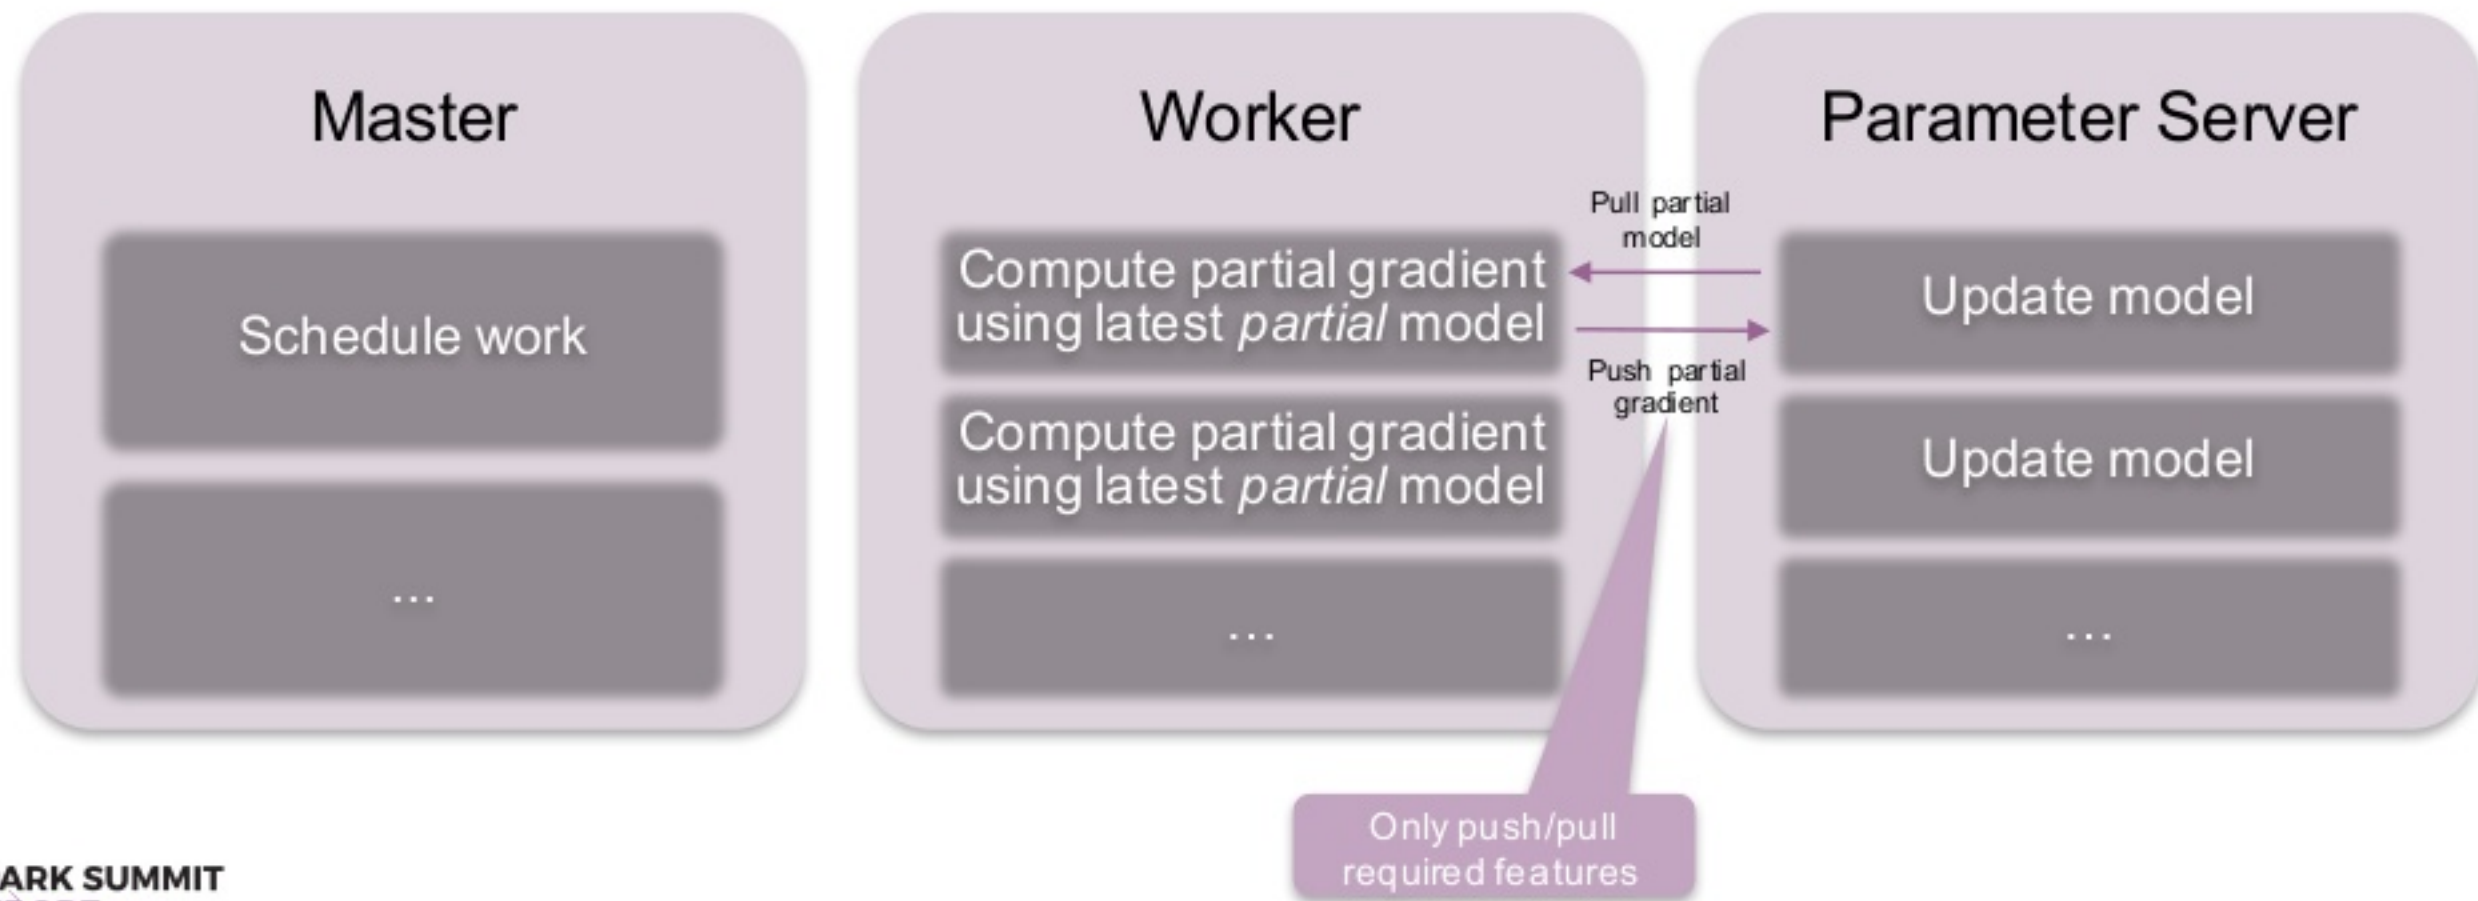 Master
Schedule work
...
Worker
Compute partial gradient
using latest partial model
Compute partial gradient
using latest partial model
...
Pull partial
model
Push partial
gradient
Parameter Server
Update model
Update model
...
Only push/pull
required features
ARK SUMMIT